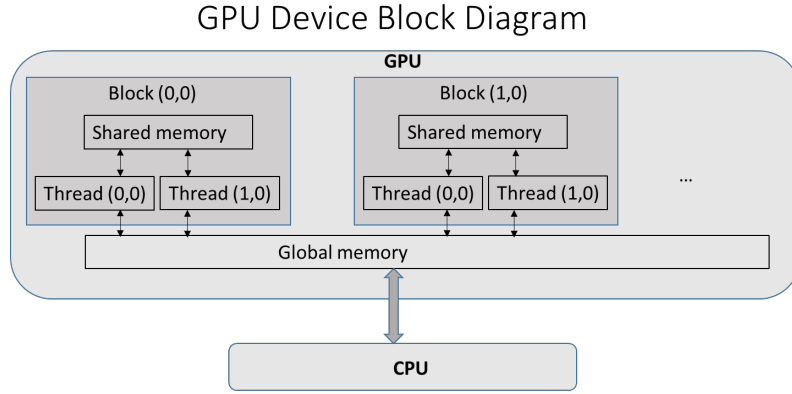 GPU Device Block Diagram
GPU
Block (0,0)
Shared memory
Thread (0,0) Thread (1,0)
Block (1,0)
Shared memory
Thread (0,0) Thread (1,0)
...
Global memory
CPU